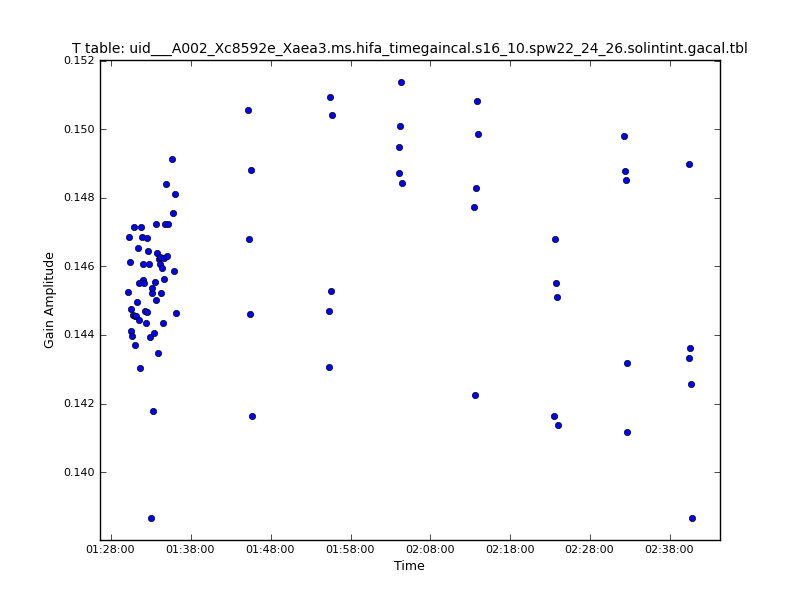 T table: uid___A002_Xc8592e_Xaea3.ms.hifa_timegaincal.s16_10.spw22_24_26.solintint.gacal.tbl
0.152
0.150
0.148
0.146
0.144
0.142
0.140
Gain Amplitude
01:28:00 01:38:00 01:48:00 01:58:00 02:08:00 02:18:00 02:28:00 02:38:00
Time